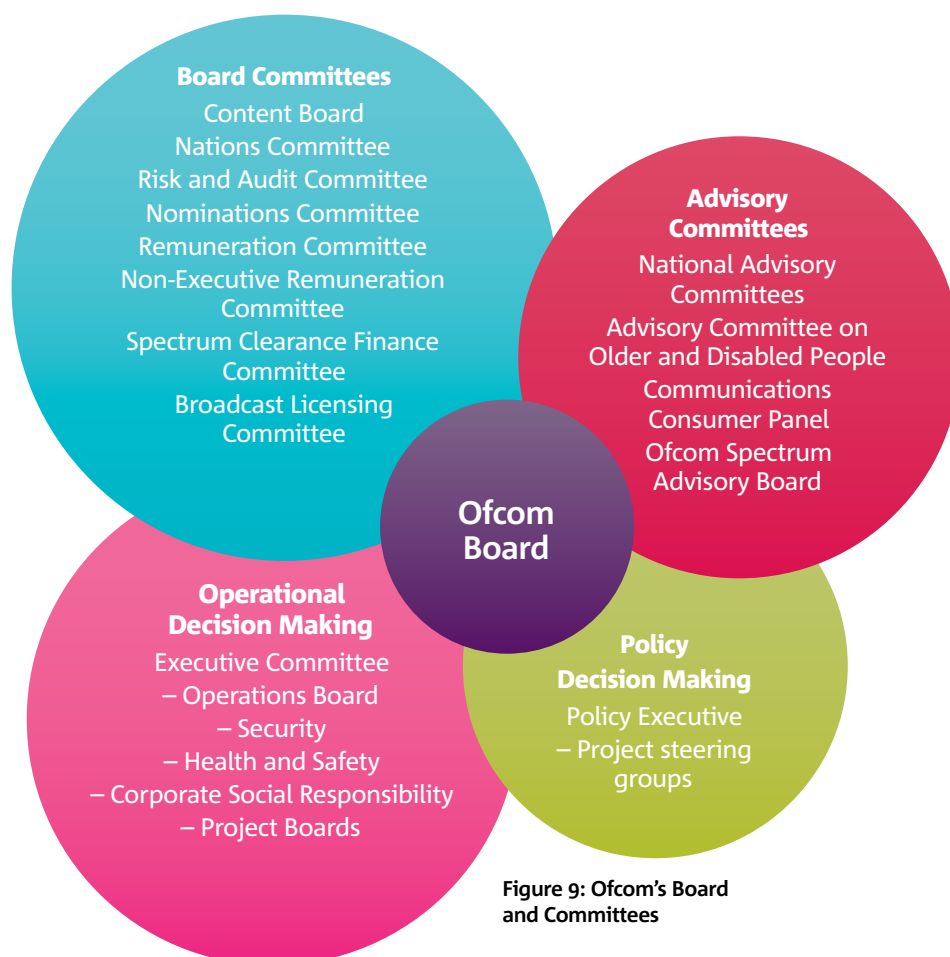 Board Committees
Content Board
Nations Committee
Risk and Audit Committee
Nominations Committee
Remuneration Committee
Non-Executive Remuneration
Committee
Spectrum Clearance Finance
Committee
Broadcast Licensing
Committee
Advisory
Committees
National Advisory
Committees
Advisory Committee on
Older and Disabled People
Communications
Consumer Panel
Ofcom Spectrum
Advisory Board
Ofcom
Board
Operational
Decision Making
Executive Committee
– Operations Board
– Security
– Health and Safety
– Corporate Social Responsibility
– Project Boards
Policy
Decision Making
Policy Executive
– Project steering
groups
Figure 9: Ofcom’s Board
and Committees